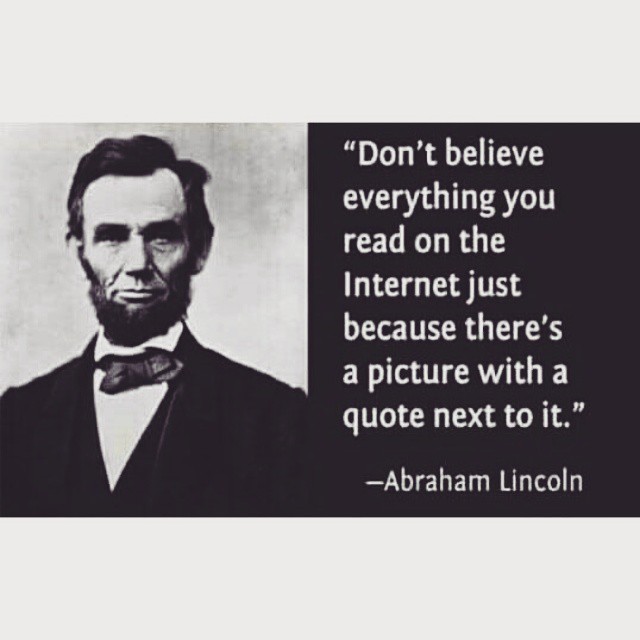 “Don’t believe
everything you
read on the
Internet just
because there’s
a picture with a
quote next to it.”
—Abraham Lincoln